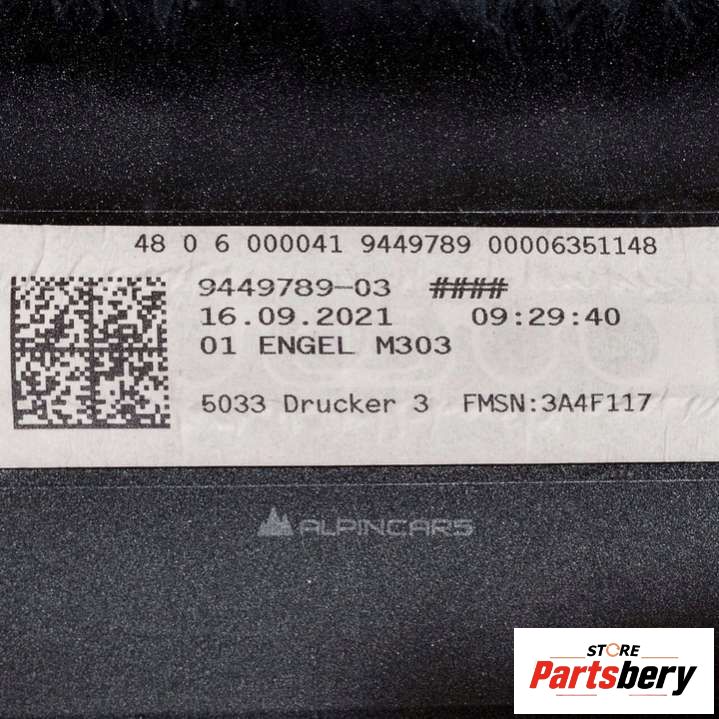 48 0 6 000041 9449789 00006351148
9449789-03 ####
16.09.2021 09:29:40
01 ENGEL M303
5033 Drucker 3 FMSN:3A4F117
ALPINCARS
STORE
Partsbery